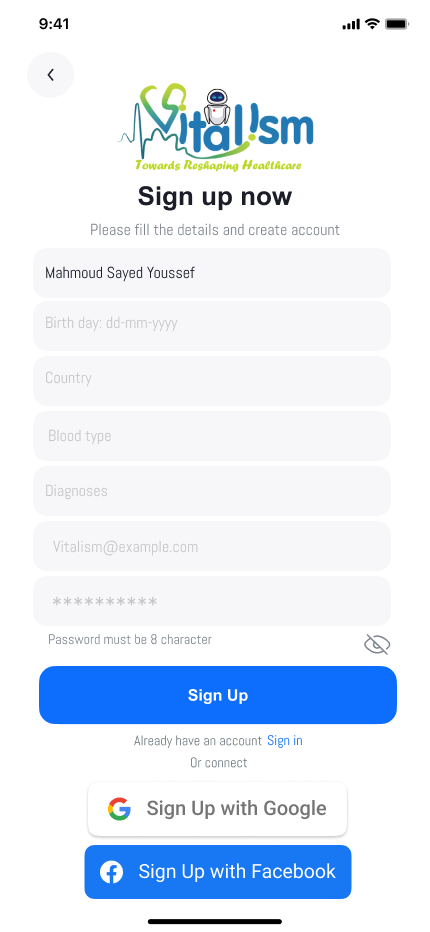 9:41
Vitalism
Towards Reshaping Healthcare
Sign up now
Please fill the details and create account
Mahmoud Sayed Youssef
Birth day: dd-mm-yyyy
Country
Blood type
Diagnoses
Vitalism@example.com
**********
Password must be 8 character
Sign Up
Already have an account Sign in
Or connect
Sign Up with Google
Sign Up with Facebook